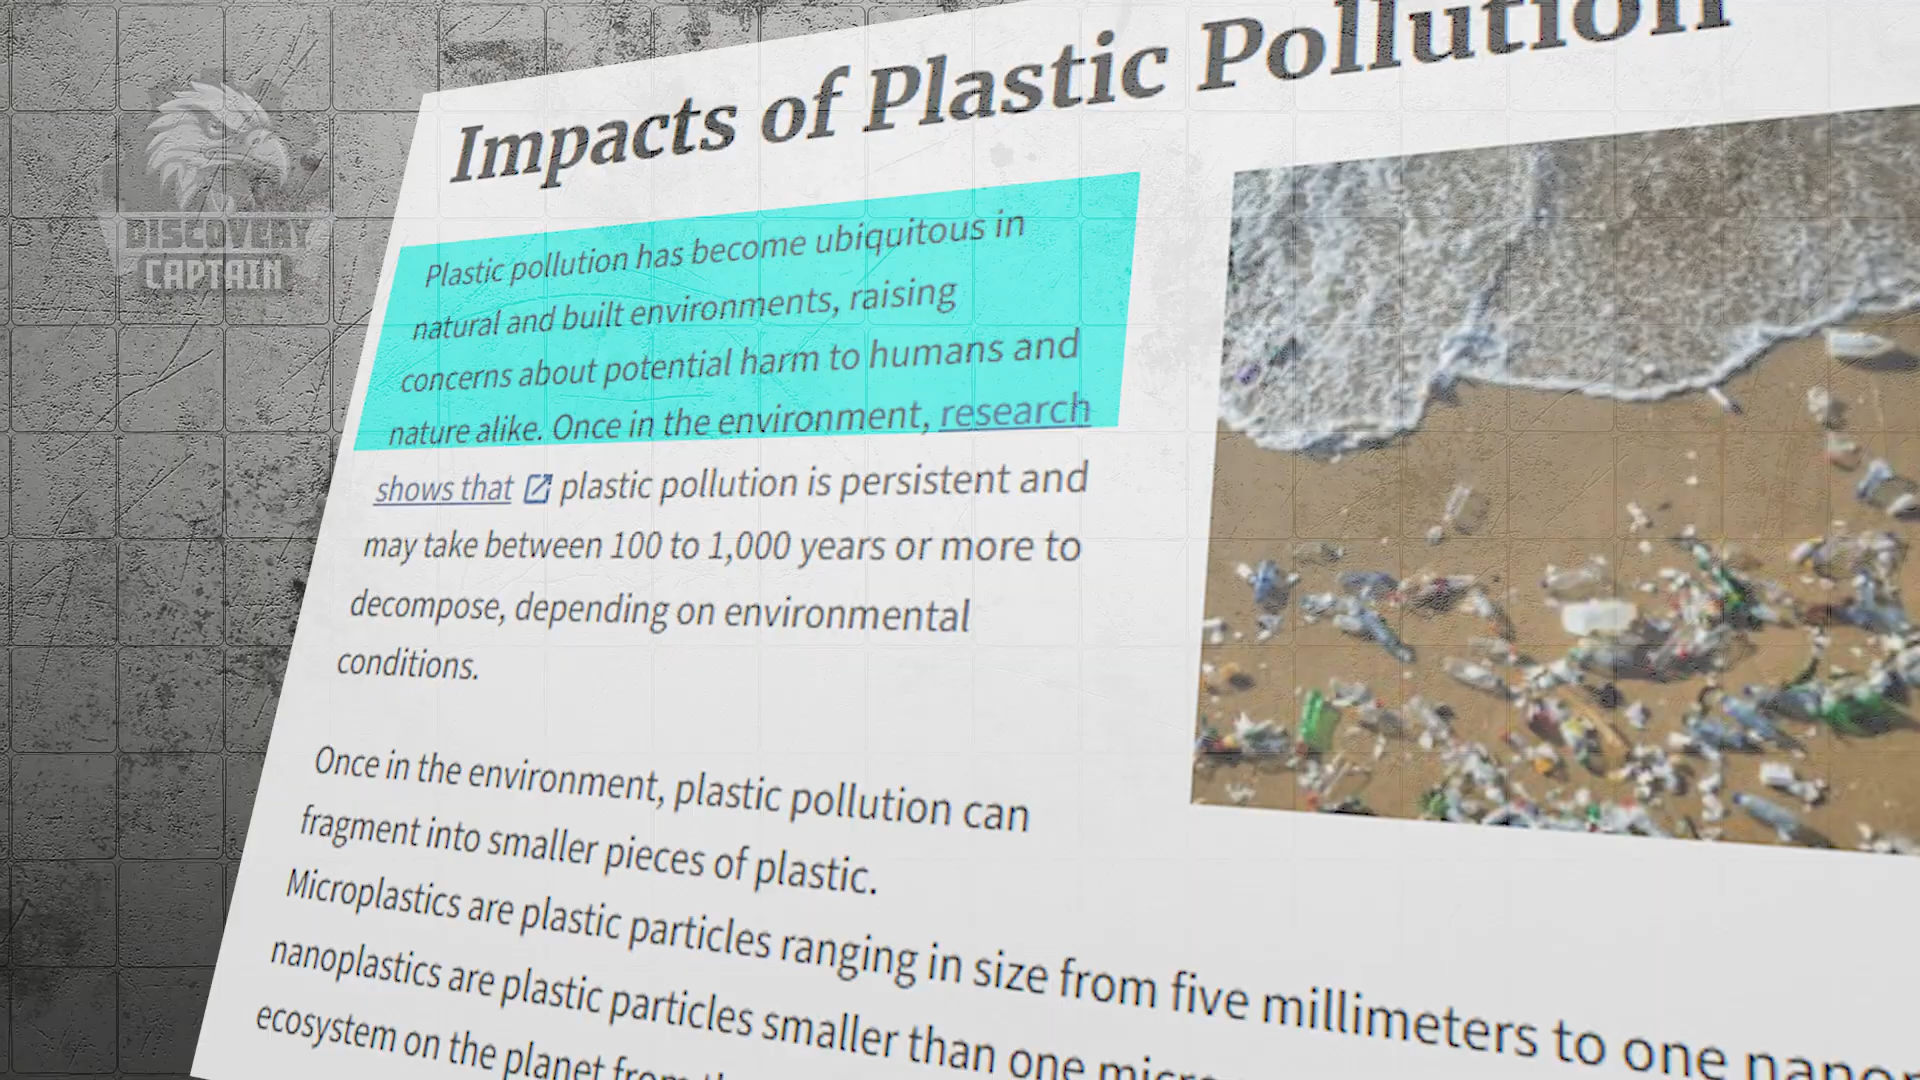 Impacts of Plastic Pollution
DISCOVERY
CAPTAIN
Plastic pollution has become ubiquitous in
natural and built environments, raising
concerns about potential harm to humans and
nature alike. Once in the environment, research
shows that plastic pollution is persistent and
may take between 100 to 1,000 years or more to
decompose, depending on environmental
conditions.
Once in the environment, plastic pollution can
fragment into smaller pieces of plastic.
Microplastics are plastic particles ranging in size from five millimeters to one
nanoplastics are plastic particles smaller than one
ecosystem on the planet from